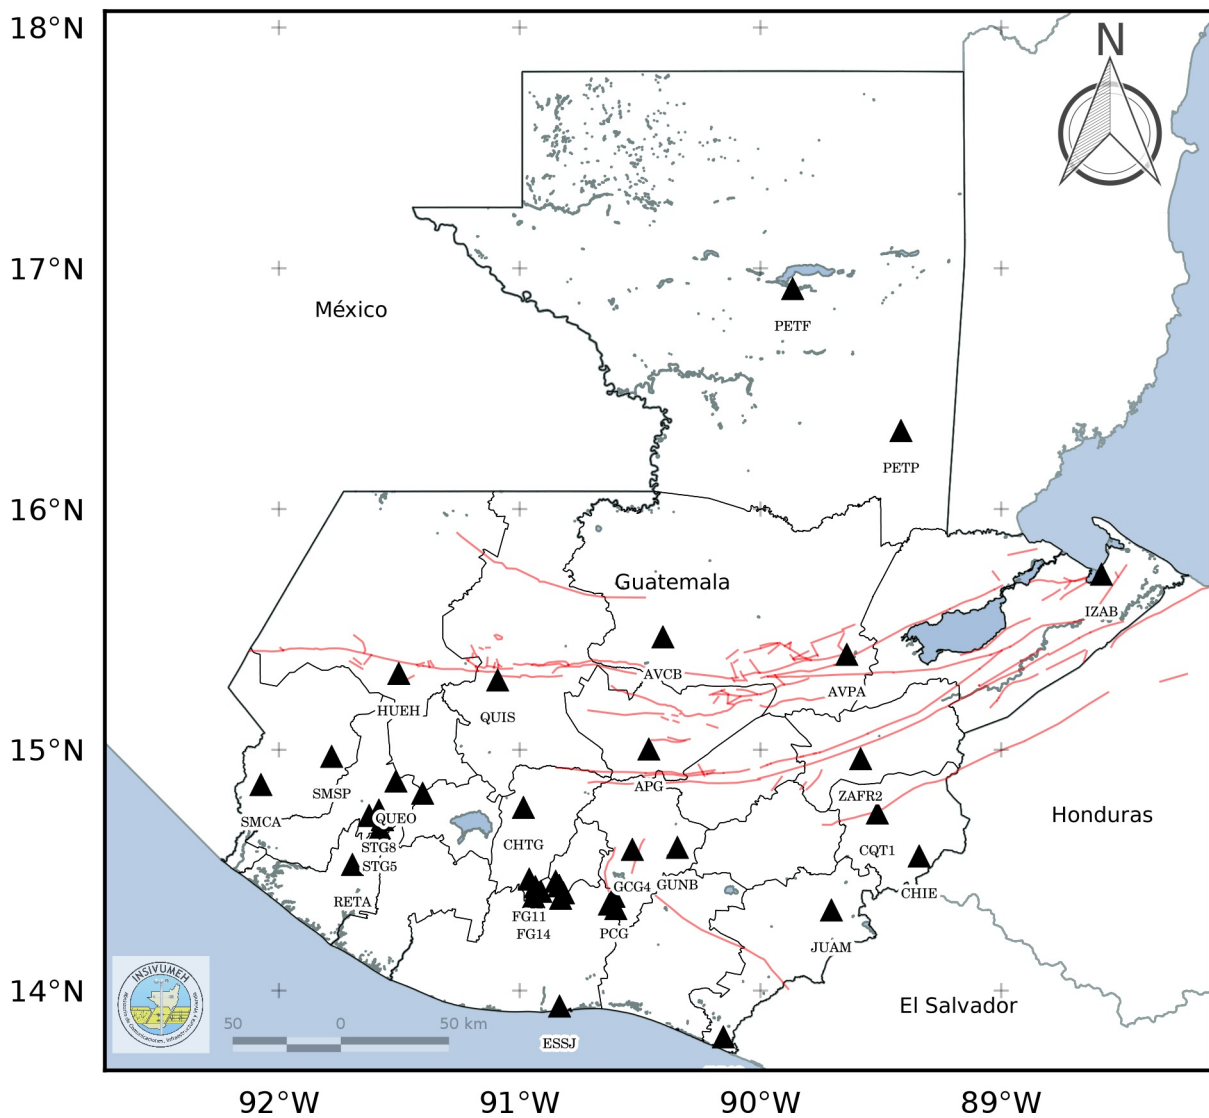 18°N
N
17°N
México
PETF
PETP
16°N
Guatemala
IZAB
AVCB
AVPA
HUEH
QUIS
15°N
SMSP
APG
ZAFR2
SMCA
QUEO
CHTG
Honduras
STG8
CQT1
STG5
GCG4
GUNB
CHIE
RETA
FG11
FG14
PCG
JUAM
INSIVUMEH
14°N
El Salvador
50 0 50 km
ESSJ
92°W 91°W 90°W 89°W